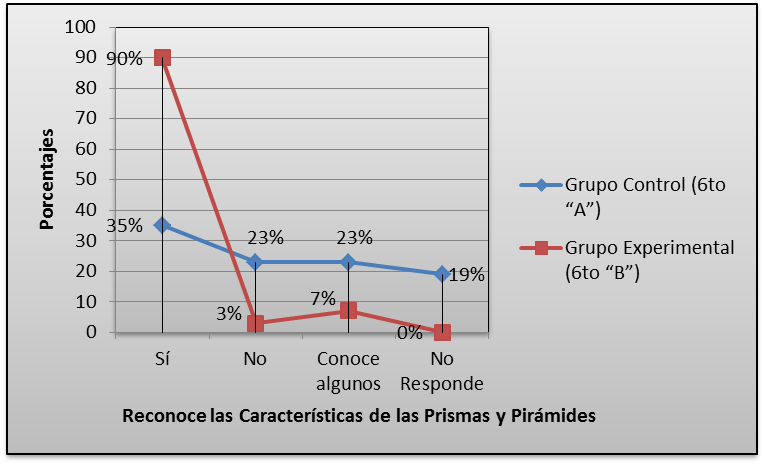 Porcentajes
100
90
80
70
60
50
40
30
20
10
0
90%
35%
23%
23%
19%
3%
7%
0%
Sí
No
Conoce
algunos
No
Responde
Reconoce las Características de las Prismas y Pirámides
Grupo Control (6to
“A”)
Grupo Experimental
(6to “B”)